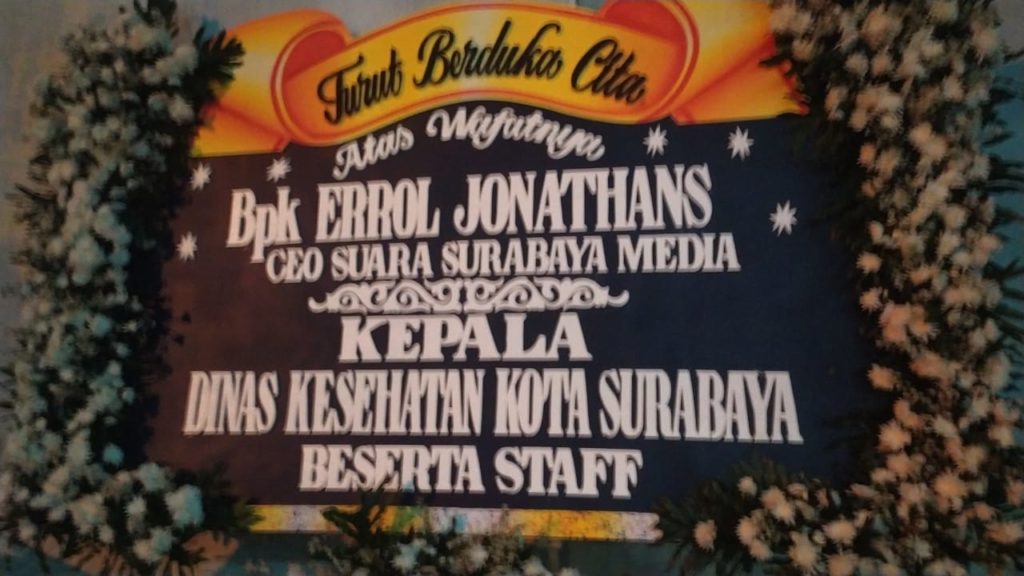 Turut Berduka Cita
Atas Wafatnya
Bpk ERROL JONATHANS
CEO SUARA SURABAYA MEDIA
KEPALA
DINAS KESEHATAN KOTA SURABAYA
BESERTA STAFF